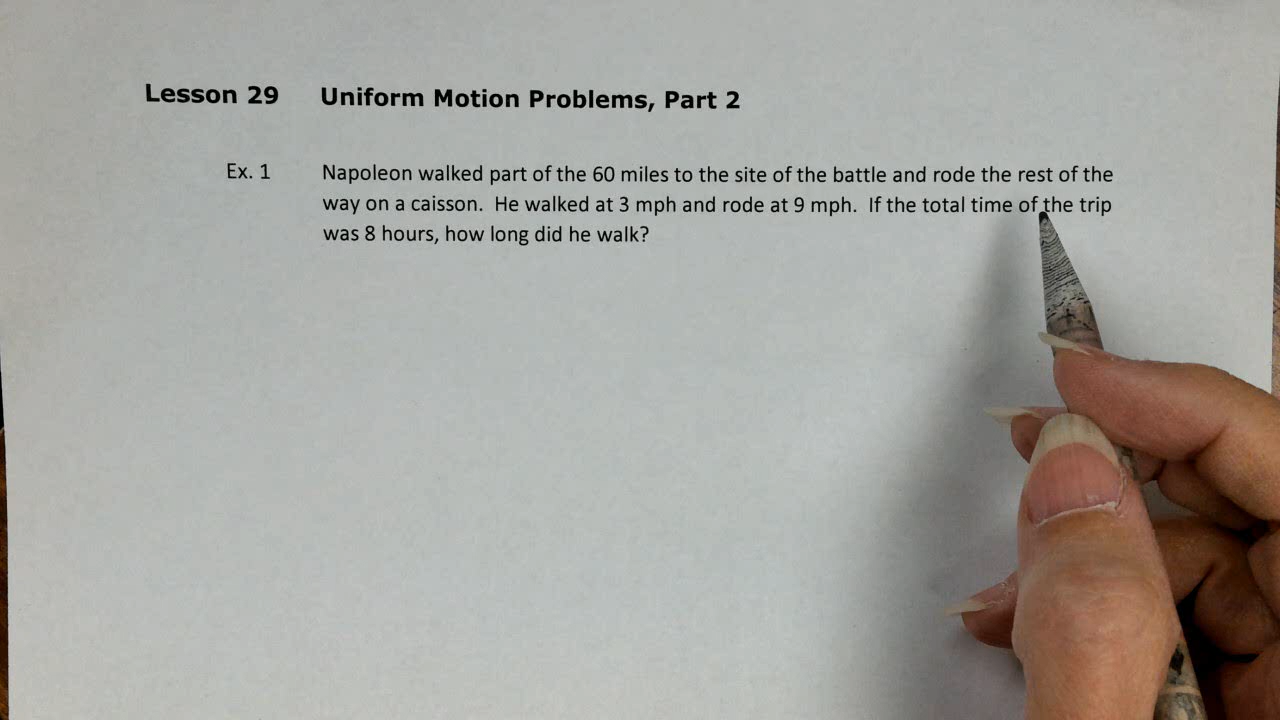 Lesson 29 Uniform Motion Problems, Part 2
Ex. 1 Napoleon walked part of the 60 miles to the site of the battle and rode the rest of the
way on a caisson. He walked at 3 mph and rode at 9 mph. If the total time of the trip
was 8 hours, how long did he walk?